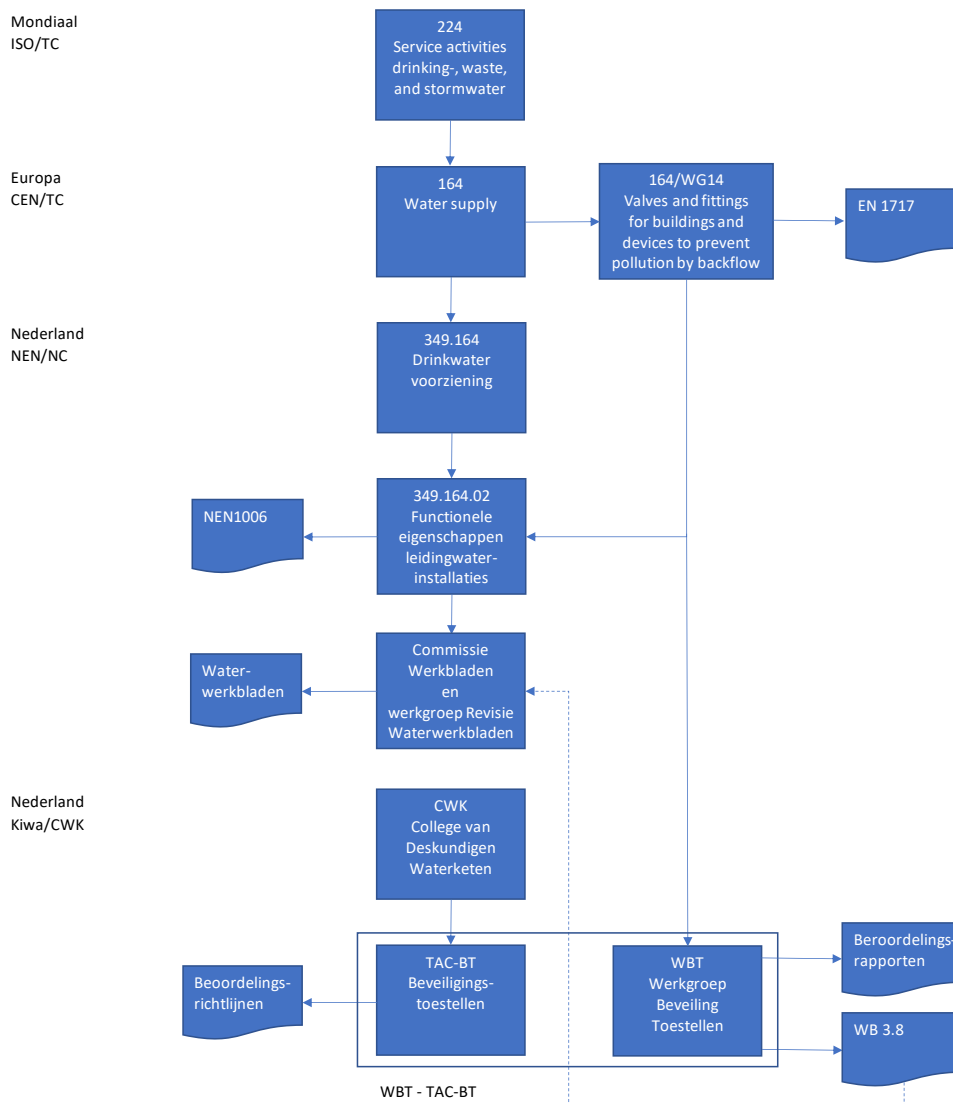 Mondiaal
ISO/TC
224
Service activities
drinking-, waste,
and stormwater
Europa
CEN/TC
164
Water supply
164/WG14
Valves and fittings
for buildings and
devices to prevent
pollution by backflow
EN 1717
Nederland
NEN/NC
349.164
Drinkwater
voorziening
NEN1006
349.164.02
Functionele
eigenschappen
leidingwater-
installaties
Water-
werkbladen
Commissie
Werkbladen
en
werkgroep Revisie
Waterwerkbladen
Nederland
Kiwa/CWK
CWK
College van
Deskundigen
Waterketen
Beoordelings-
richtlijnen
TAC-BT
Beveiligings-
toestellen
WBT
Werkgroep
Beveiling
Toestellen
Beroordelings-
rapporten
WB 3.8
WBT - TAC-BT